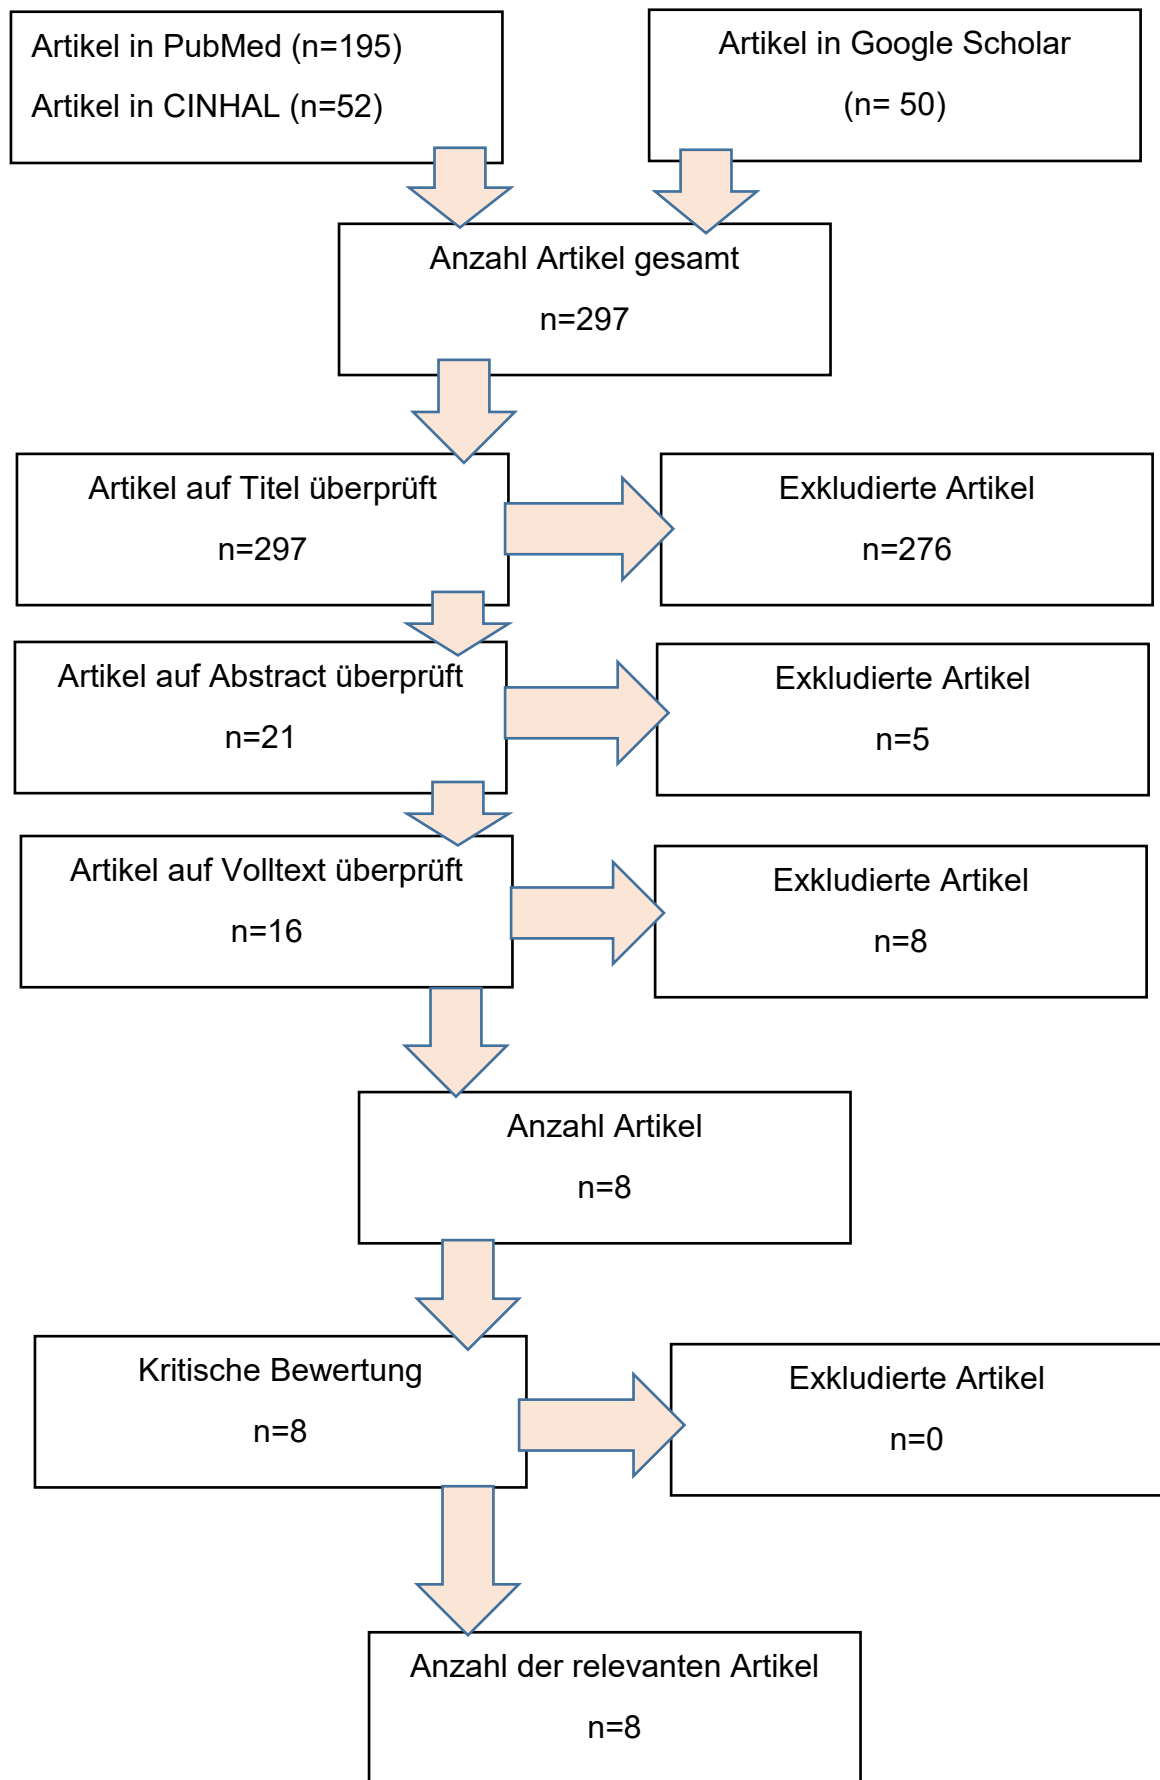 Artikel in PubMed (n=195)
Artikel in CINHAL (n=52)
Artikel in Google Scholar
(n= 50)
Anzahl Artikel gesamt
n=297
Artikel auf Titel überprüft
n=297
Exkludierte Artikel
n=276
Artikel auf Abstract überprüft
n=21
Exkludierte Artikel
n=5
Artikel auf Volltext überprüft
n=16
Exkludierte Artikel
n=8
Anzahl Artikel
n=8
Kritische Bewertung
n=8
Exkludierte Artikel
n=0
Anzahl der relevanten Artikel
n=8